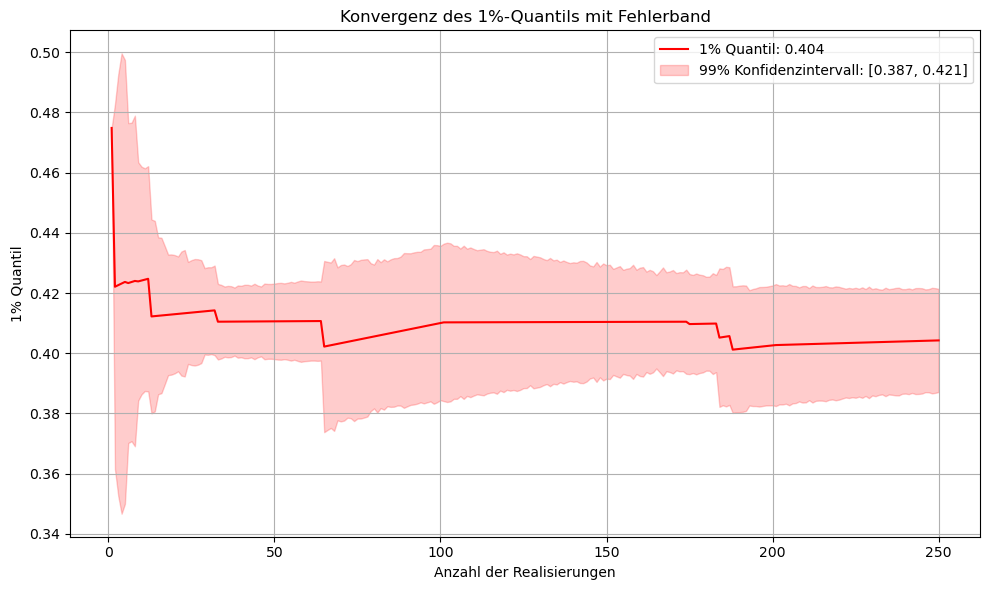 Konvergenz des 1%-Quantils mit Fehlerband
1% Quantil: 0.404
99% Konfidenzintervall: [0.387, 0.421]
1% Quantil
0.50
0.48
0.46
0.44
0.42
0.40
0.38
0.36
0.34
0 50 100 150 200 250
Anzahl der Realisierungen